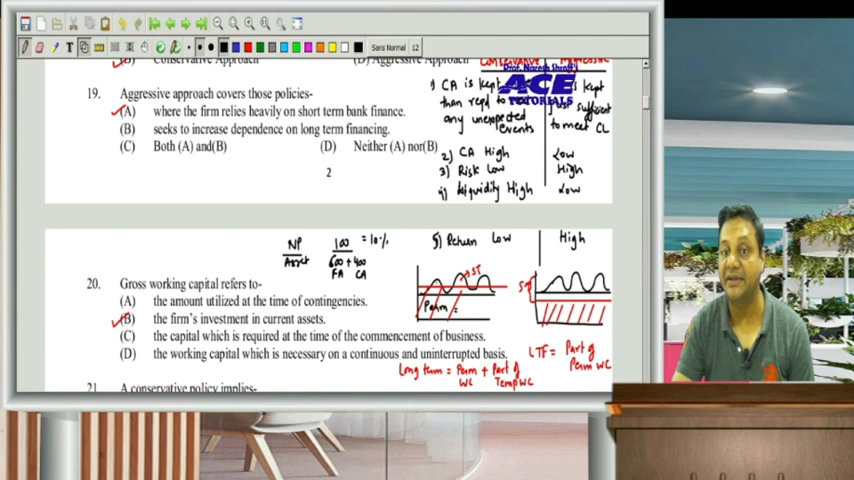 Sans Normal 12
(B) Conservative Approach (D) Aggressive Approach Conservative Aggressive
Prof. Naresh Shroff's
ACE
TUTORIALS
19. Aggressive approach covers those policies-
(A) where the firm relies heavily on short term bank finance.
(B) seeks to increase dependence on long term financing.
(C) Both (A) and(B) (D) Neither (A) nor(B)
2
1) CA is kept
than reqd to meet
any unexpected
events
is kept
just sufficient
to meet CL
2) CA High Low
3) Risk Low High
4) Liquidity High Low
5) Return Low High
NP 100 = 10%
Asset 600 + 400
FA CA
20. Gross working capital refers to-
(A) the amount utilized at the time of contingencies.
(B) the firm's investment in current assets.
(C) the capital which is required at the time of the commencement of business.
(D) the working capital which is necessary on a continuous and uninterrupted basis.
ST
Perm
Long term = Perm + Part of
WC Temp WC
LTF = Part of
Perm WC
21 A conservative policy implies-